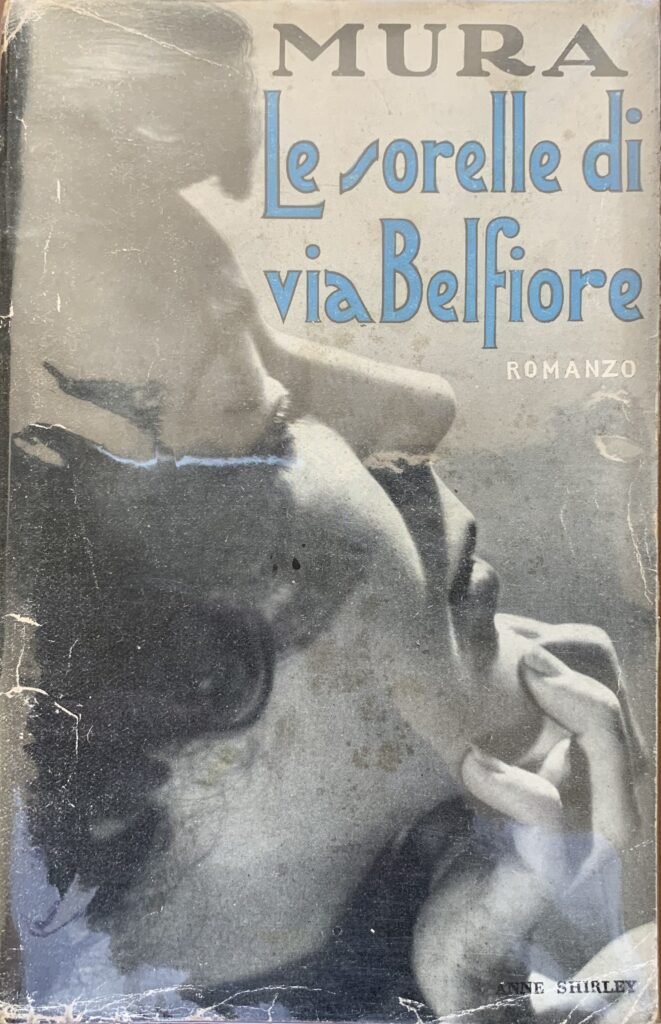 MURA
Le sorelle di
via Belfiore
ROMANZO
ANNE SHIRLEY